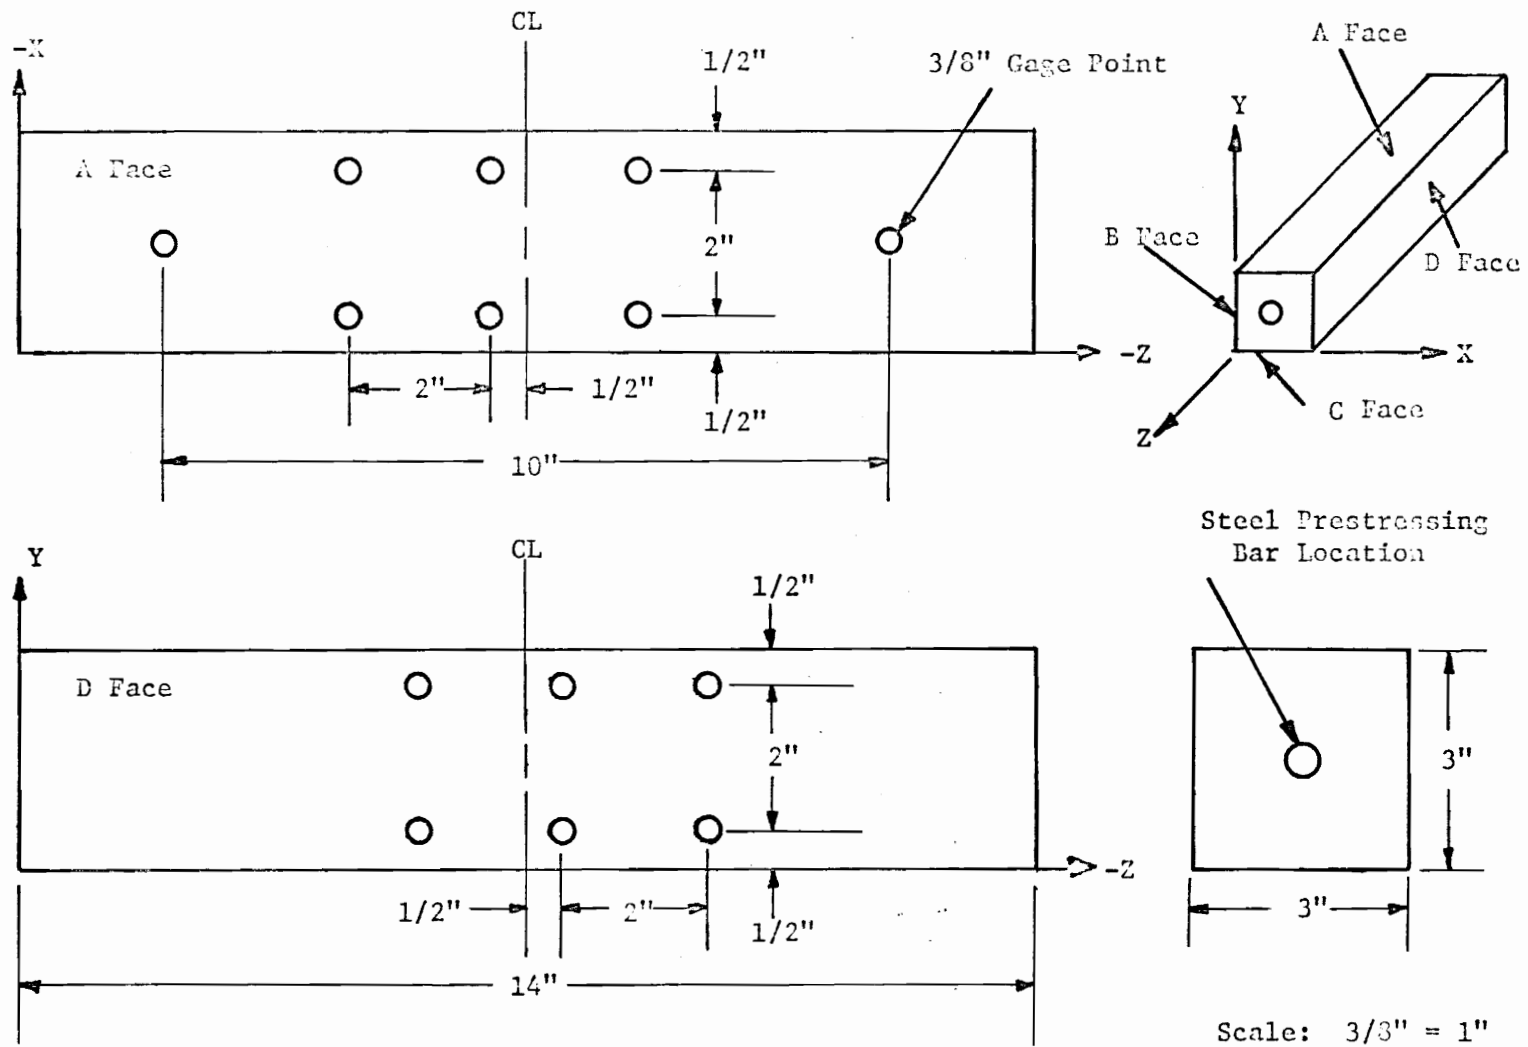 CL
-X
1/2"
3/8" Gage Point
A Face
2"
-Z
2"
1/2"
1/2"
10"
A Face
Y
B Face
D Face
X
C Face
Z
CL
Y
1/2"
D Face
2"
-Z
1/2"
2"
1/2"
14"
Steel Prestressing
Bar Location
3"
3"
Scale: 3/8" = 1"